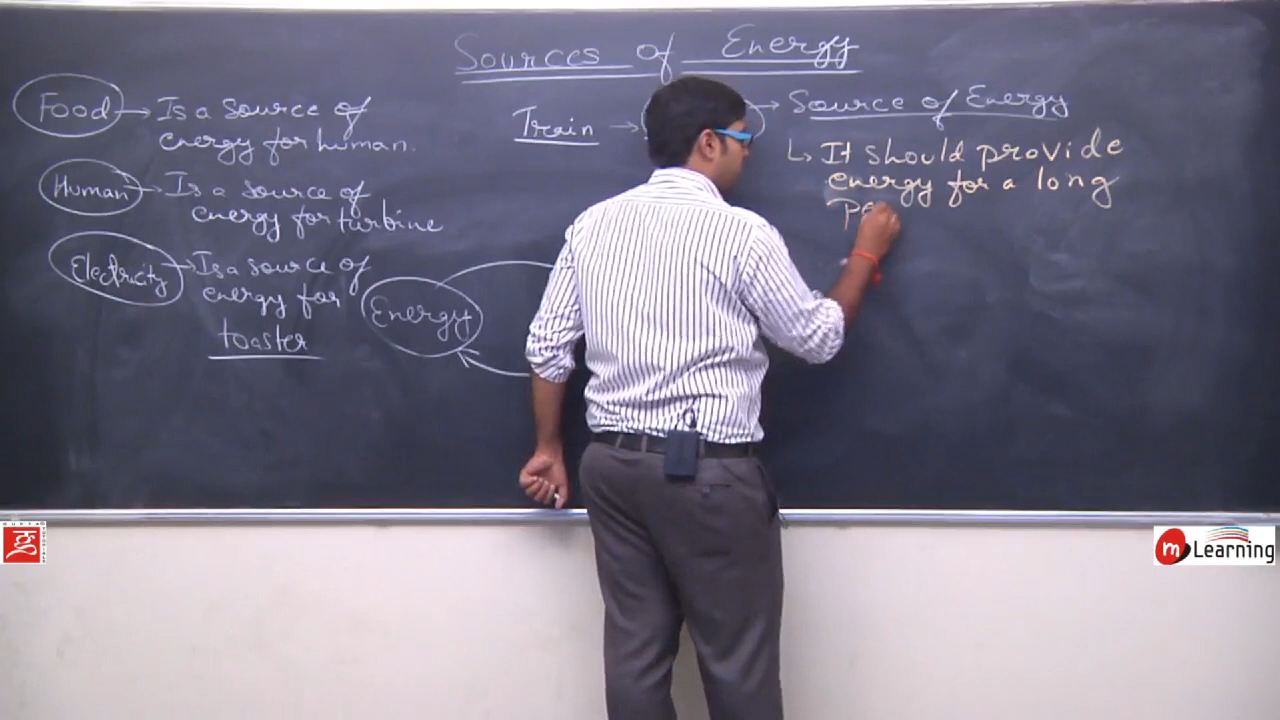 Sources of Energy
Food → Is a source of
energy for human.
Human → Is a source of
energy for turbine
Electricity → Is a source of
energy for
toaster
Energy
Train → → Source of Energy
↳ It should provide
energy for a long
pe
m Learning